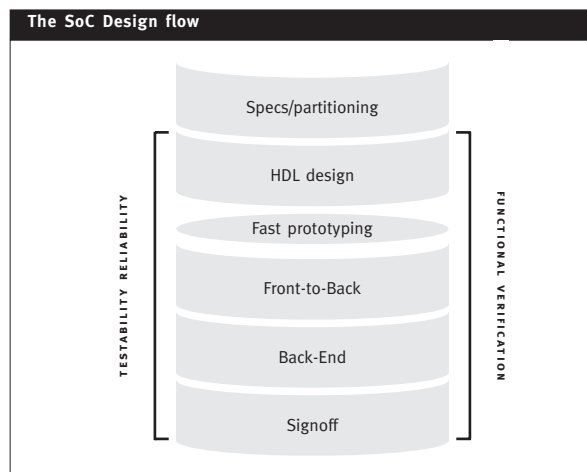 The SoC Design flow
Specs/partitioning
HDL design
Fast prototyping
Front-to-Back
Back-End
Signoff
TESTABILITY RELIABILITY
FUNCTIONAL VERIFICATION